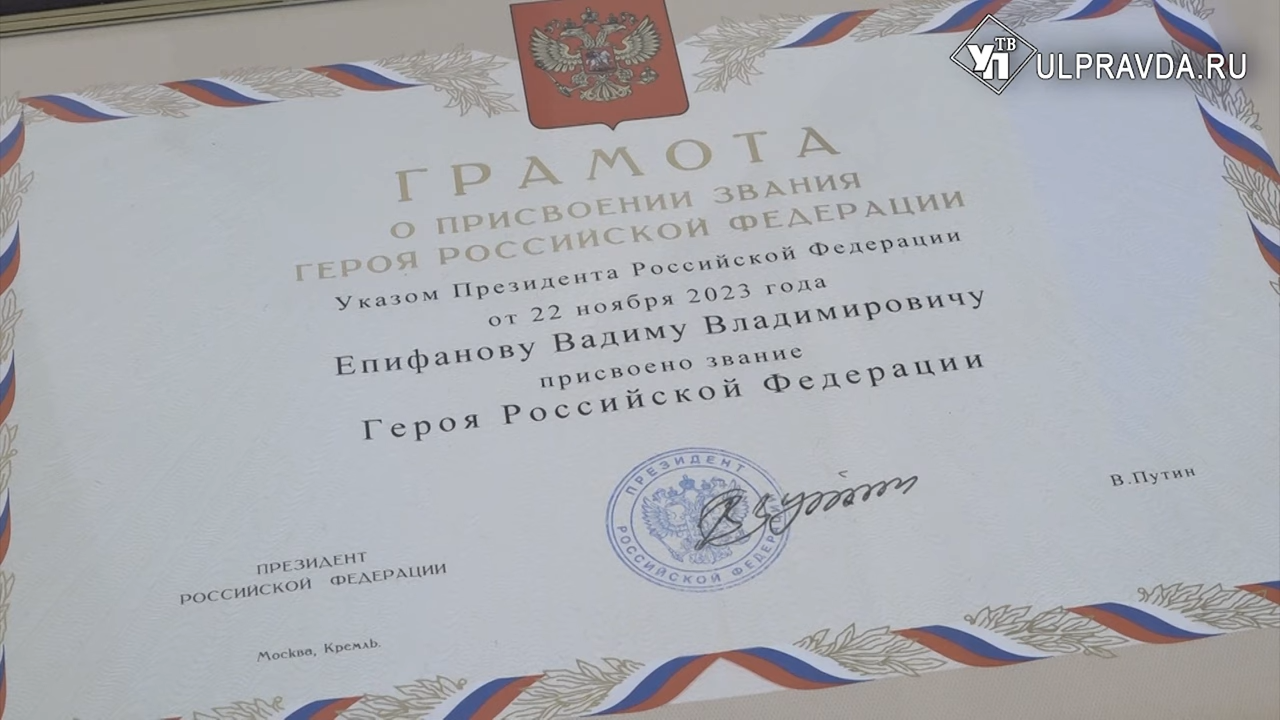 УП ТВ ULPRAVDA.RU
ГРАМОТА
О ПРИСВОЕНИИ ЗВАНИЯ
ГЕРОЯ РОССИЙСКОЙ ФЕДЕРАЦИИ
Указом Президента Российской Федерации
от 22 ноября 2023 года
Епифанову Вадиму Владимировичу
присвоено звание
Героя Российской Федерации
В.Путин
ПРЕЗИДЕНТ
РОССИЙСКОЙ ФЕДЕРАЦИИ
ПРЕЗИДЕНТ
РОССИЙСКОЙ ФЕДЕРАЦИИ
Москва, Кремль.